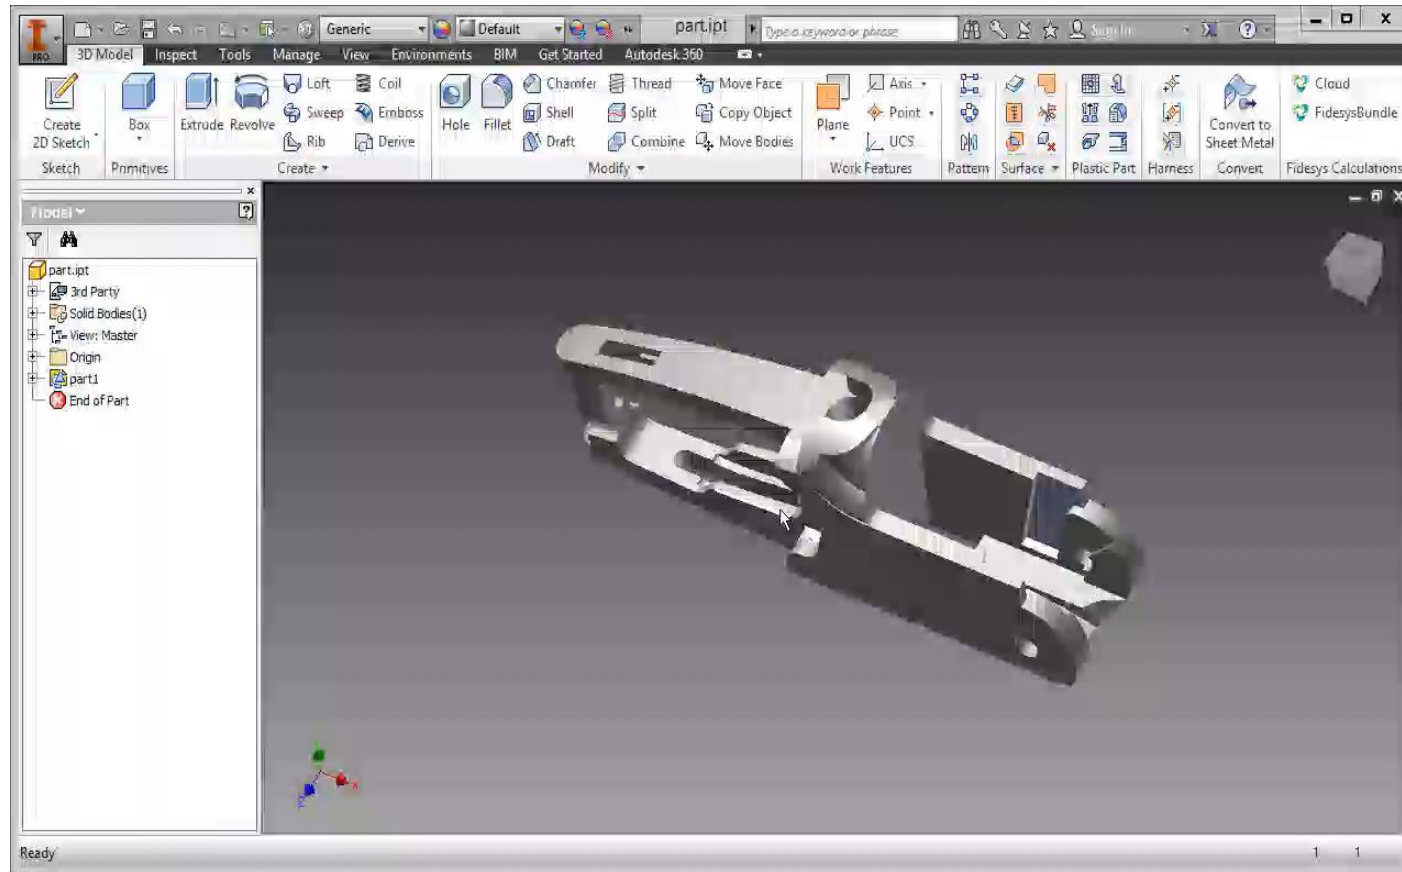 PRO
Generic
Default
part.ipt
Type a keyword or phrase
Sign In
3D Model Inspect Tools Manage View Environments BIM Get Started Autodesk 360
Create
2D Sketch
Box
Extrude
Revolve
Loft
Sweep
Rib
Coil
Emboss
Derive
Hole
Fillet
Chamfer
Shell
Draft
Thread
Split
Combine
Move Face
Copy Object
Move Bodies
Plane
Axis
Point
UCS
Convert to
Sheet Metal
Cloud
FidesysBundle
Sketch Primitives Create Modify Work Features Pattern Surface Plastic Part Harness Convert Fidesys Calculations
Model
part.ipt
3rd Party
Solid Bodies(1)
View: Master
Origin
part1
End of Part
x
z
Ready
1 1